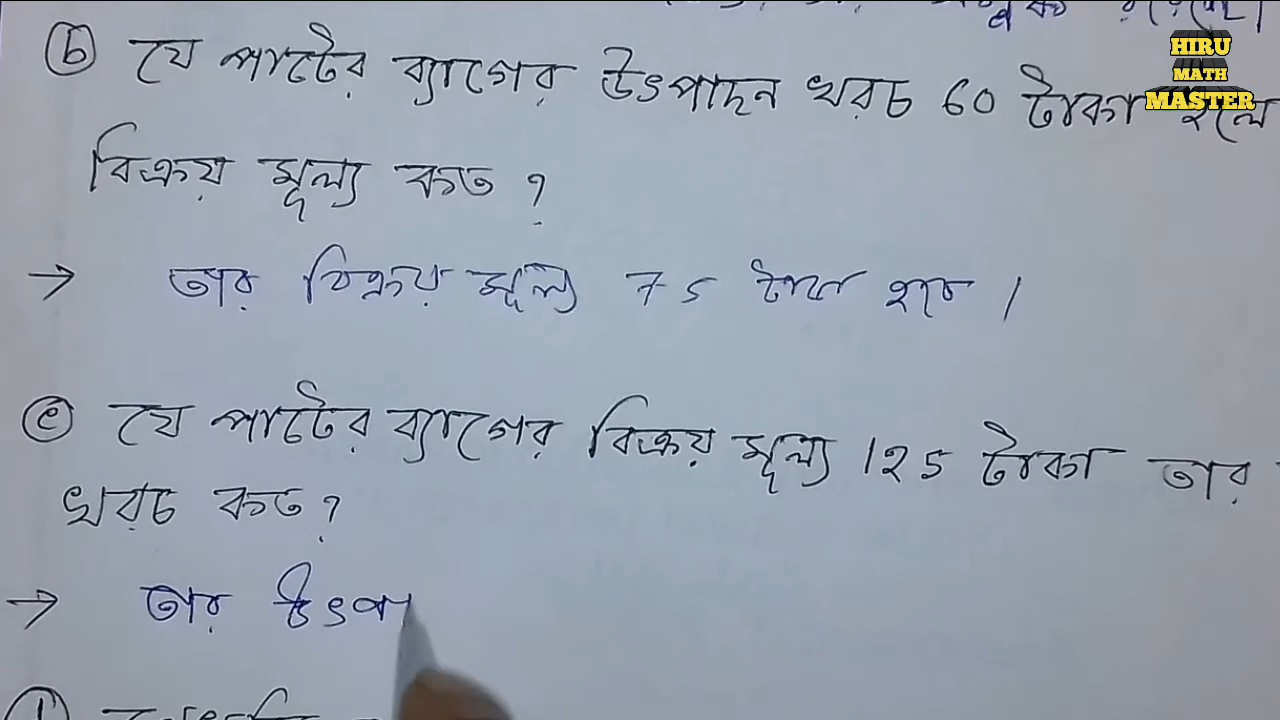 HIRU
MATH
MASTER
ⓑ যে পাটের ব্যাগের উৎপাদন খরচ 60 টাকা হলে
বিক্রয় মূল্য কত ?
→ তার বিক্রয় মূল্য 75 টাকা হবে ।
ⓒ যে পাটের ব্যাগের বিক্রয় মূল্য 125 টাকা তার
খরচ কত ?
→ তার উৎপা